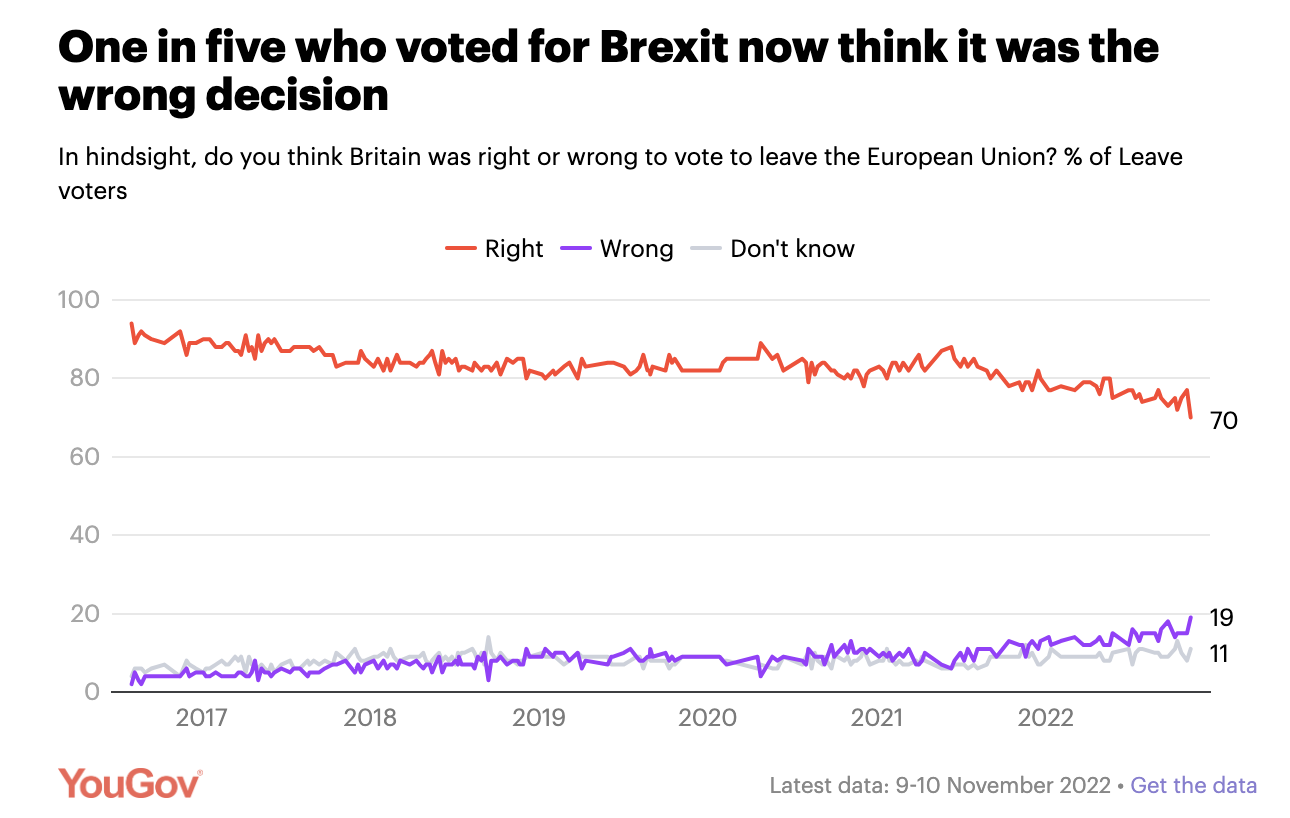 One in five who voted for Brexit now think it was the
wrong decision
In hindsight, do you think Britain was right or wrong to vote to leave the European Union? % of Leave
voters
Right Wrong Don't know
100
80
70
60
40
20
19
11
0
2017 2018 2019 2020 2021 2022
YouGov®
Latest data: 9-10 November 2022 • Get the data